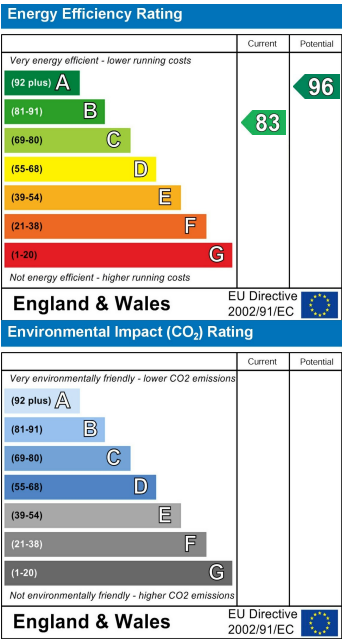 Energy Efficiency Rating
Current Potential
Very energy efficient - lower running costs
(92 plus) A
96
(81-91) B
83
(69-80) C
(55-68) D
(39-54) E
(21-38) F
(1-20) G
Not energy efficient - higher running costs
England & Wales
EU Directive
2002/91/EC
Environmental Impact (CO₂) Rating
Current Potential
Very environmentally friendly - lower CO2 emissions
(92 plus) A
(81-91) B
(69-80) C
(55-68) D
(39-54) E
(21-38) F
(1-20) G
Not environmentally friendly - higher CO2 emissions
England & Wales
EU Directive
2002/91/EC